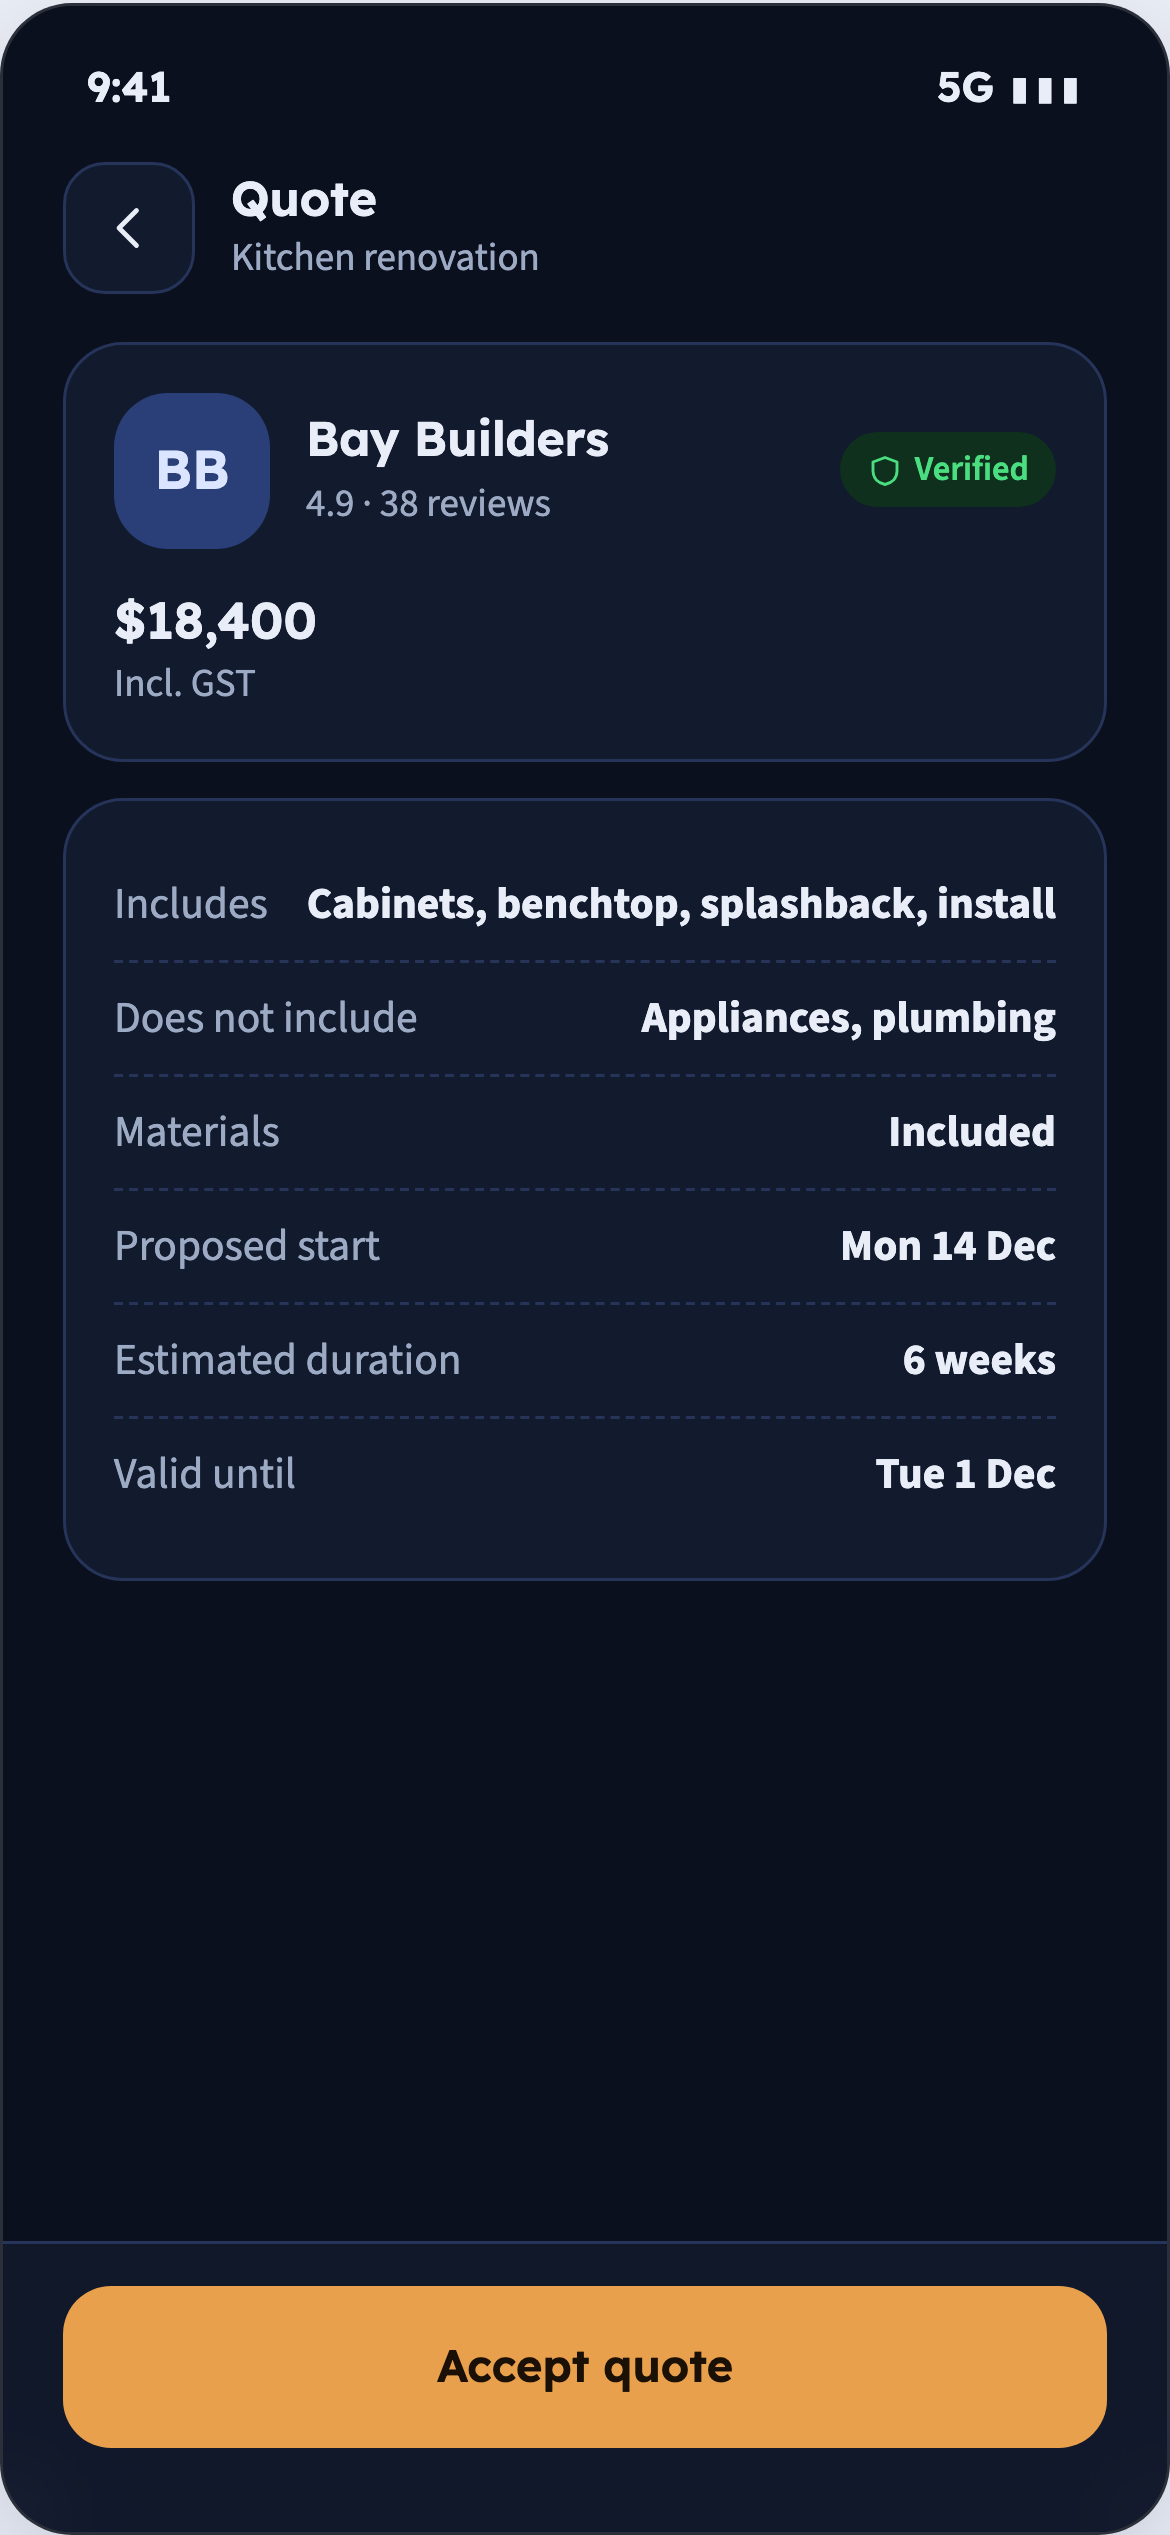 9:41 5G
Quote
Kitchen renovation
BB
Bay Builders
4.9 · 38 reviews
Verified
$18,400
Incl. GST
Includes Cabinets, benchtop, splashback, install
Does not include Appliances, plumbing
Materials Included
Proposed start Mon 14 Dec
Estimated duration 6 weeks
Valid until Tue 1 Dec
Accept quote